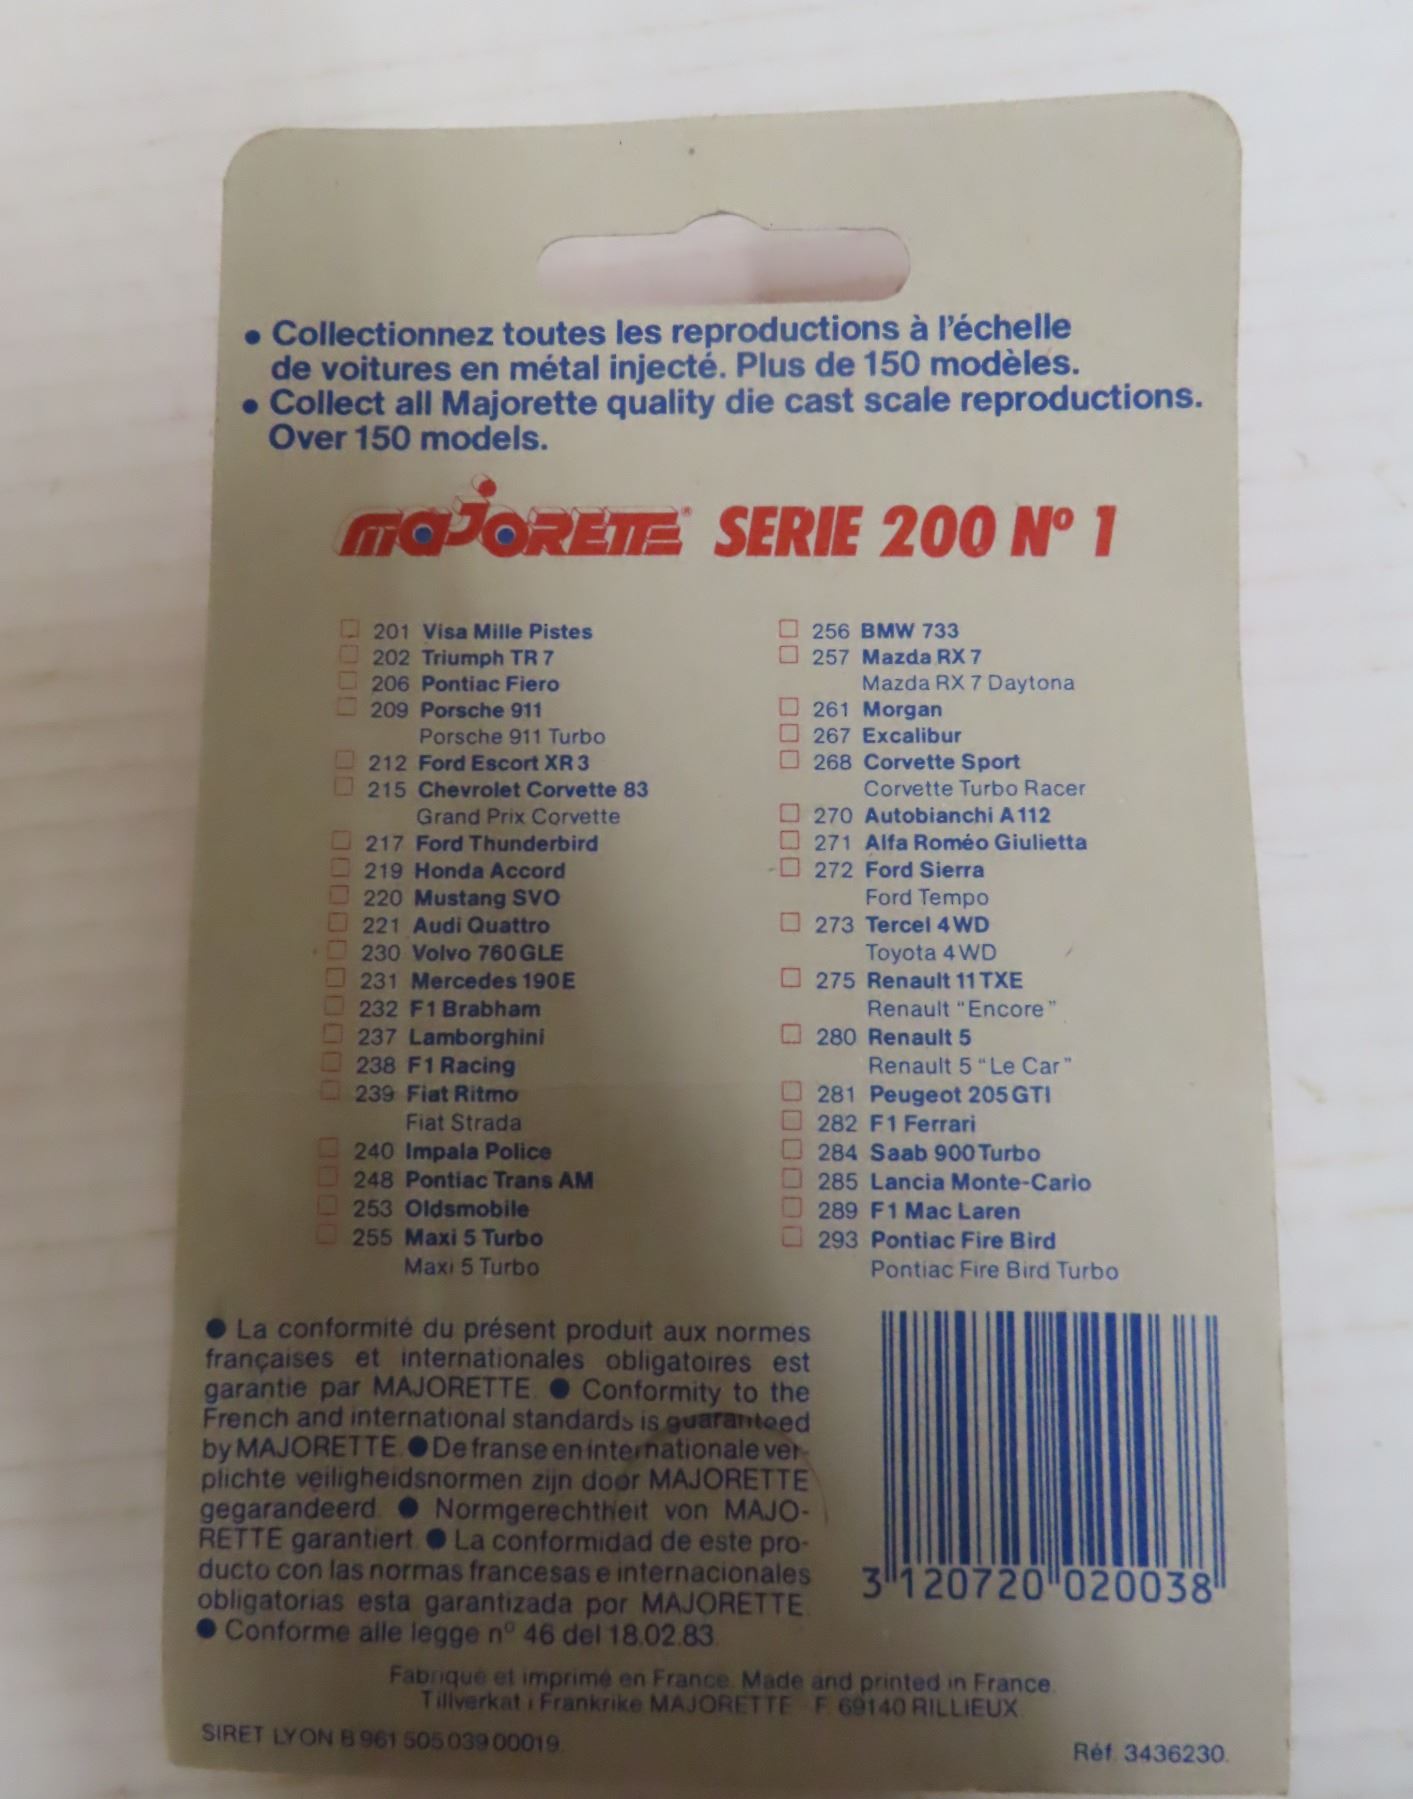 • Collectionnez toutes les reproductions à l'échelle
de voitures en métal injecté. Plus de 150 modèles.
• Collect all Majorette quality die cast scale reproductions.
Over 150 models.
MAJORETTE® SERIE 200 Nº 1
201 Visa Mille Pistes
202 Triumph TR 7
206 Pontiac Fiero
209 Porsche 911
Porsche 911 Turbo
212 Ford Escort XR 3
215 Chevrolet Corvette 83
Grand Prix Corvette
217 Ford Thunderbird
219 Honda Accord
220 Mustang SVO
221 Audi Quattro
230 Volvo 760 GLE
231 Mercedes 190 E
232 F1 Brabham
237 Lamborghini
238 F1 Racing
239 Fiat Ritmo
Fiat Strada
240 Impala Police
248 Pontiac Trans AM
253 Oldsmobile
255 Maxi 5 Turbo
Maxi 5 Turbo
256 BMW 733
257 Mazda RX 7
Mazda RX 7 Daytona
261 Morgan
267 Excalibur
268 Corvette Sport
Corvette Turbo Racer
270 Autobianchi A 112
271 Alfa Roméo Giulietta
272 Ford Sierra
Ford Tempo
273 Tercel 4 WD
Toyota 4 WD
275 Renault 11 TXE
Renault "Encore"
280 Renault 5
Renault 5 "Le Car"
281 Peugeot 205 GTI
282 F1 Ferrari
284 Saab 900 Turbo
285 Lancia Monte-Carlo
289 F1 Mac Laren
293 Pontiac Fire Bird
Pontiac Fire Bird Turbo
● La conformité du présent produit aux normes
françaises et internationales obligatoires est
garantie par MAJORETTE. ● Conformity to the
French and international standards is guaranteed
by MAJORETTE. ● De franse en internationale ver-
plichte veiligheidsnormen zijn door MAJORETTE
gegarandeerd. ● Normgerechtheit von MAJO-
RETTE garantiert. ● La conformidad de este pro-
ducto con las normas francesas e internacionales
obligatorias esta garantizada por MAJORETTE.
● Conforme alle legge nº 46 del 18.02.83.
3 120720 020038
Fabriqué et imprimé en France. Made and printed in France.
Tillverkat i Frankrike MAJORETTE - F. 69140 RILLIEUX
SIRET LYON B 961 505 039 00019.
Réf. 3436230.